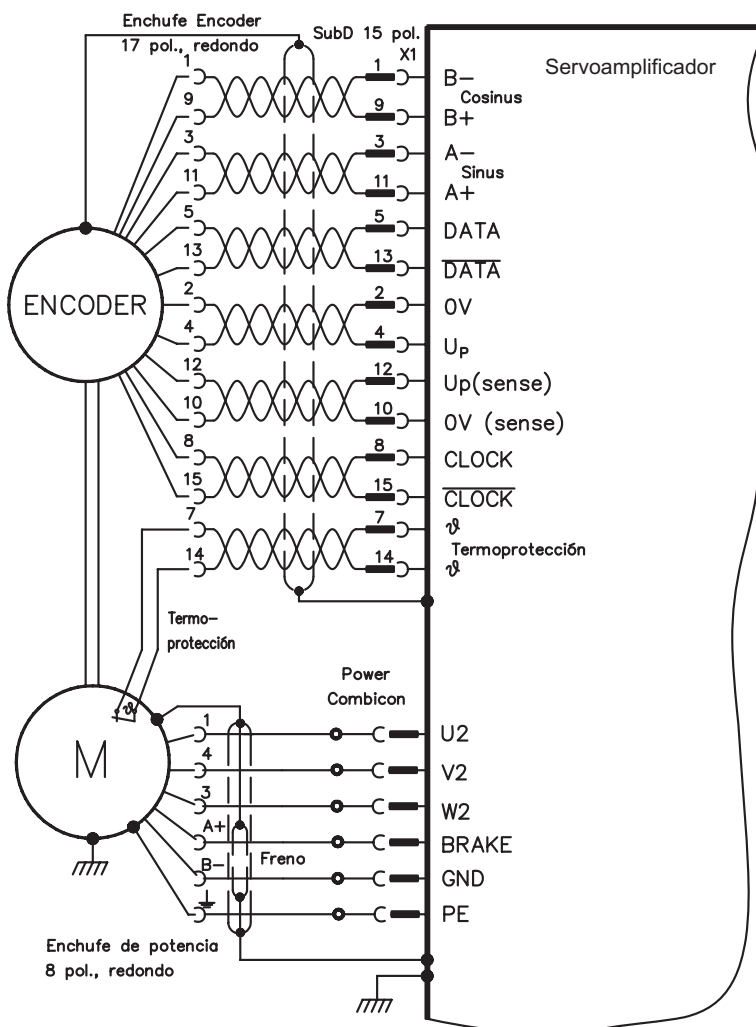 Enchufe Encoder
17 pol., redondo
SubD 15 pol.
X1
Servoamplificador
1 1 B-
Cosinus
9 9 B+
3 3 A-
Sinus
11 11 A+
5 5 DATA
13 13 DATA
ENCODER
2 2 0V
4 4 UP
12 12 Up(sense)
10 10 0V (sense)
8 8 CLOCK
15 15 CLOCK
7 7 ϑ
Termoprotección
14 14 ϑ
Termo-
protección
Power
Combicon
ϑ
M
1 U2
4 V2
3 W2
A+ BRAKE
Freno
B- GND
PE
Enchufe de potencia
8 pol., redondo